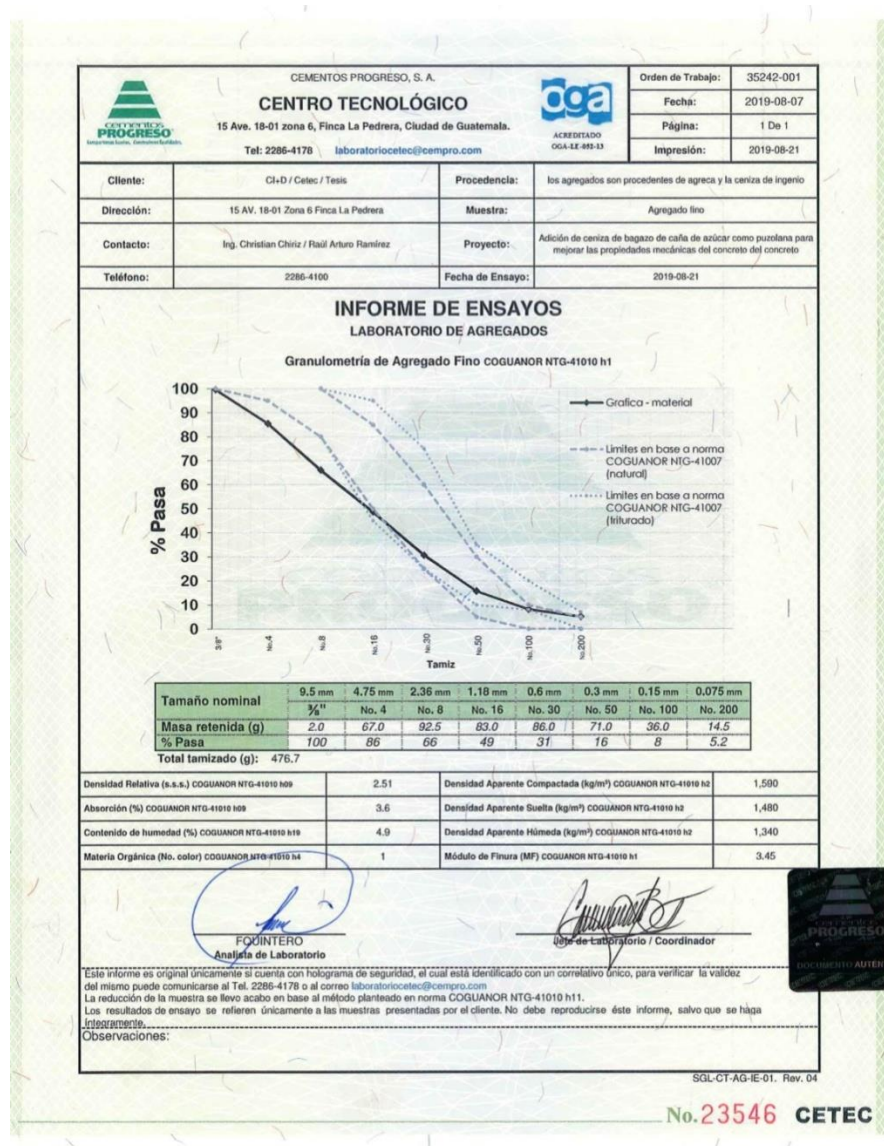 CEMENTOS PROGRESO, S. A.
CENTRO TECNOLÓGICO
15 Ave. 18-01 zona 6, Finca La Pedrera, Ciudad de Guatemala.
Tel: 2286-4178 laboratoriocetec@cempro.com
cementos
PROGRESO
oga
ACREDITADO
OGA-LE-052-13
Orden de Trabajo: 35242-001
Fecha: 2019-08-07
Página: 1 De 1
Impresión: 2019-08-21
Cliente: CI+D / Cetec / Tesis Procedencia: los agregados son procedentes de agreca y la ceniza de ingenio
Dirección: 15 AV. 18-01 Zona 6 Finca La Pedrera Muestra: Agregado fino
Contacto: Ing. Christian Chiriz / Raúl Arturo Ramírez Proyecto: Adición de ceniza de bagazo de caña de azúcar como puzolana para
mejorar las propiedades mecánicas del concreto del concreto
Teléfono: 2286-4100 Fecha de Ensayo: 2019-08-21
INFORME DE ENSAYOS
LABORATORIO DE AGREGADOS
Granulometría de Agregado Fino COGUANOR NTG-41010 h1
% Pasa
100
90
80
70
60
50
40
30
20
10
0
3/8" No.4 No.8 No.16 No.30 No.50 No.100 No.200
Tamiz
Grafica - material
Limites en base a norma
COGUANOR NTG-41007
(natural)
Limites en base a norma
COGUANOR NTG-41007
(triturado)
Tamaño nominal 9.5 mm 4.75 mm 2.36 mm 1.18 mm 0.6 mm 0.3 mm 0.15 mm 0.075 mm
⅜" No. 4 No. 8 No. 16 No. 30 No. 50 No. 100 No. 200
Masa retenida (g) 2.0 67.0 92.5 83.0 86.0 71.0 36.0 14.5
% Pasa 100 86 66 49 31 16 8 5.2
Total tamizado (g): 476.7
Densidad Relativa (s.s.s.) COGUANOR NTG-41010 h09 2.51 Densidad Aparente Compactada (kg/m³) COGUANOR NTG-41010 h2 1,590
Absorción (%) COGUANOR NTG-41010 h09 3.6 Densidad Aparente Suelta (kg/m³) COGUANOR NTG-41010 h2 1,480
Contenido de humedad (%) COGUANOR NTG-41010 h19 4.9 Densidad Aparente Húmeda (kg/m³) COGUANOR NTG-41010 h2 1,340
Materia Orgánica (No. color) COGUANOR NTG-41010 h4 1 Módulo de Finura (MF) COGUANOR NTG-41010 h1 3.45
FQUINTERO
Analista de Laboratorio
Jefe de Laboratorio / Coordinador
cementos
PROGRESO
DOCUMENTO AUTÉN
Este informe es original únicamente si cuenta con holograma de seguridad, el cual está identificado con un correlativo único, para verificar la validez
del mismo puede comunicarse al Tel. 2286-4178 o al correo laboratoriocetec@cempro.com
La reducción de la muestra se llevo acabo en base al método planteado en norma COGUANOR NTG-41010 h11.
Los resultados de ensayo se refieren únicamente a las muestras presentadas por el cliente. No debe reproducirse éste informe, salvo que se haga
íntegramente.
Observaciones:
SGL-CT-AG-IE-01. Rev. 04
No.23546 CETEC